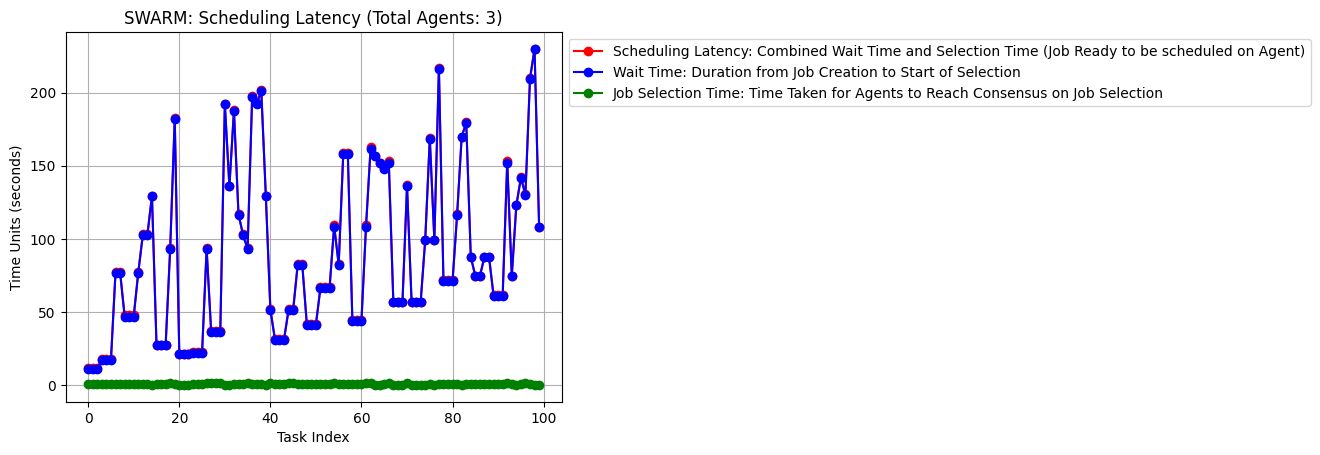 SWARM: Scheduling Latency (Total Agents: 3)
Scheduling Latency: Combined Wait Time and Selection Time (Job Ready to be scheduled on Agent)
Wait Time: Duration from Job Creation to Start of Selection
Job Selection Time: Time Taken for Agents to Reach Consensus on Job Selection
Time Units (seconds)
200
150
100
50
0
0 20 40 60 80 100
Task Index